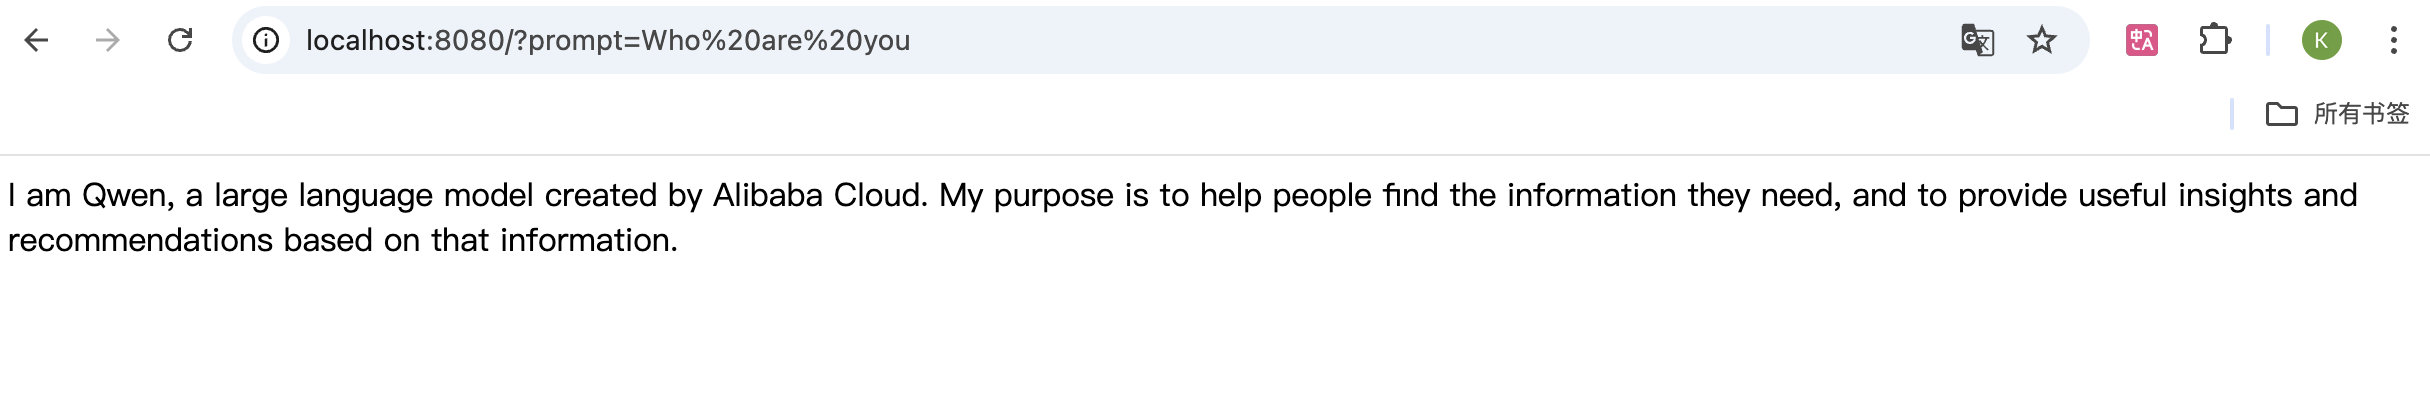 localhost:8080/?prompt=Who%20are%20you
K
所有书签
I am Qwen, a large language model created by Alibaba Cloud. My purpose is to help people find the information they need, and to provide useful insights and
recommendations based on that information.